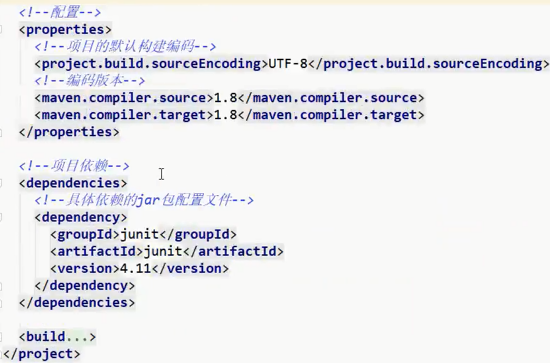 <!--配置-->
<properties>
<!--项目的默认构建编码-->
<project.build.sourceEncoding>UTF-8</project.build.sourceEncoding>
<!--编码版本-->
<maven.compiler.source>1.8</maven.compiler.source>
<maven.compiler.target>1.8</maven.compiler.target>
</properties>
<!--项目依赖-->
<dependencies>
<!--具体依赖的jar包配置文件-->
<dependency>
<groupId>junit</groupId>
<artifactId>junit</artifactId>
<version>4.11</version>
</dependency>
</dependencies>
<build...>
</project>